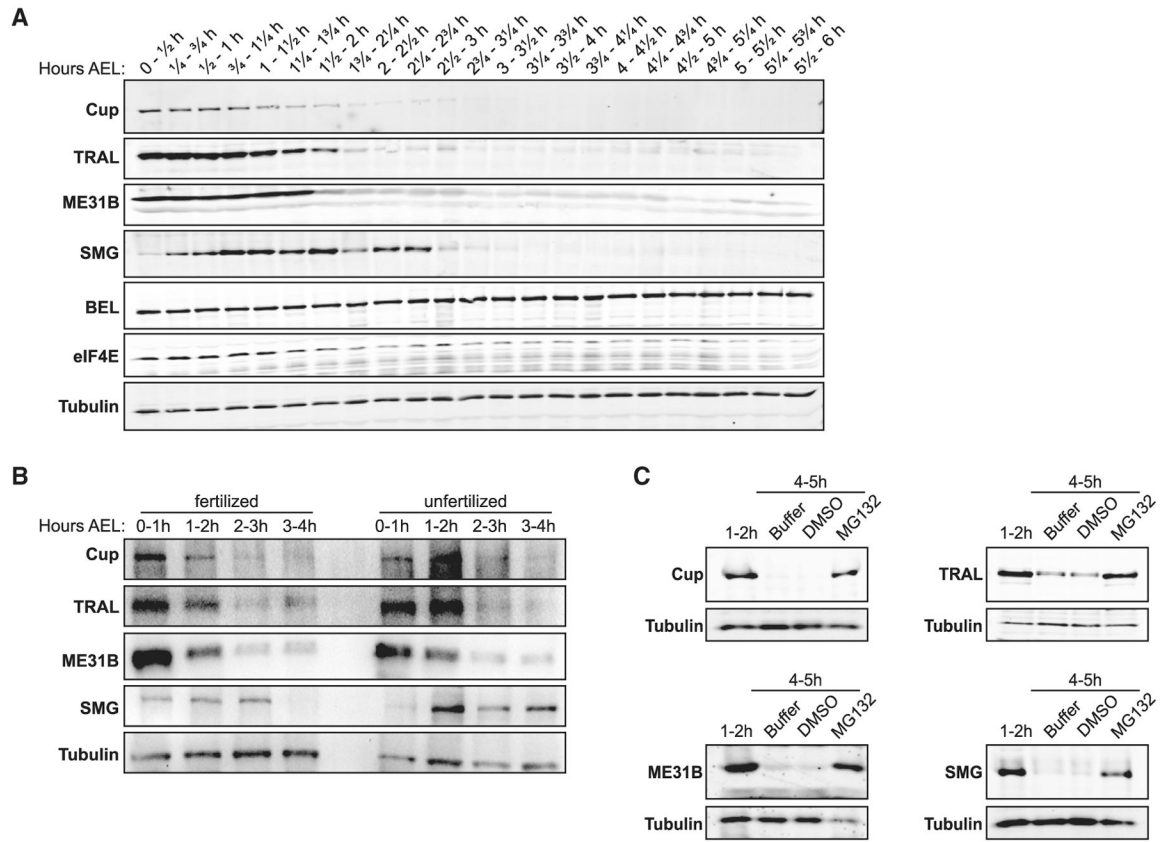 A
Hours AEL: 0 - ½ h ¼ - ¾ h ½ - 1 h ¾ - 1¼ h 1 - 1½ h 1¼ - 1¾ h 1½ - 2 h 1¾ - 2¼ h 2 - 2½ h 2¼ - 2¾ h 2½ - 3 h 2¾ - 3¼ h 3 - 3½ h 3¼ - 3¾ h 3½ - 4 h 3¾ - 4¼ h 4 - 4½ h 4¼ - 4¾ h 4½ - 5 h 4¾ - 5¼ h 5 - 5½ h 5¼ - 5¾ h 5½ - 6 h
Cup
TRAL
ME31B
SMG
BEL
eIF4E
Tubulin
B
fertilized unfertilized
Hours AEL: 0-1h 1-2h 2-3h 3-4h 0-1h 1-2h 2-3h 3-4h
Cup
TRAL
ME31B
SMG
Tubulin
C
4-5h
1-2h Buffer DMSO MG132
Cup
Tubulin
4-5h
1-2h Buffer DMSO MG132
TRAL
Tubulin
4-5h
1-2h Buffer DMSO MG132
ME31B
Tubulin
4-5h
1-2h Buffer DMSO MG132
SMG
Tubulin